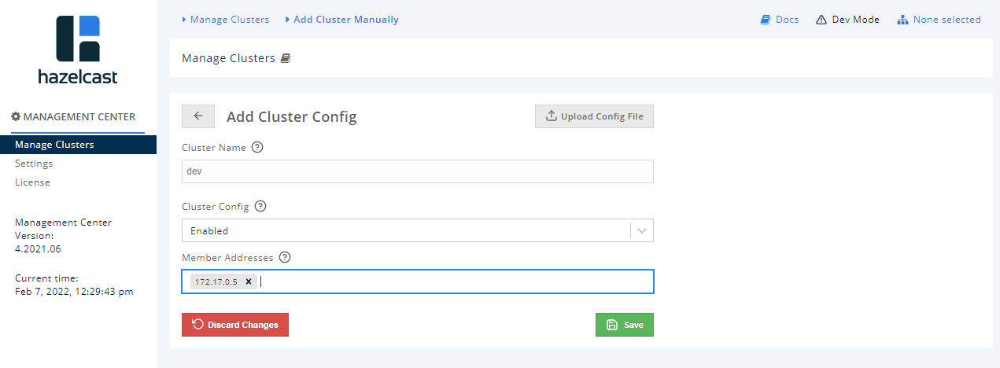 hazelcast
MANAGEMENT CENTER
Manage Clusters
Settings
License
Management Center
Version:
4.2021.06
Current time:
Feb 7, 2022, 12:29:43 pm
Manage Clusters Add Cluster Manually Docs Dev Mode None selected
Manage Clusters
Add Cluster Config Upload Config File
Cluster Name ?
dev
Cluster Config ?
Enabled
Member Addresses ?
172.17.0.5 x
Discard Changes Save